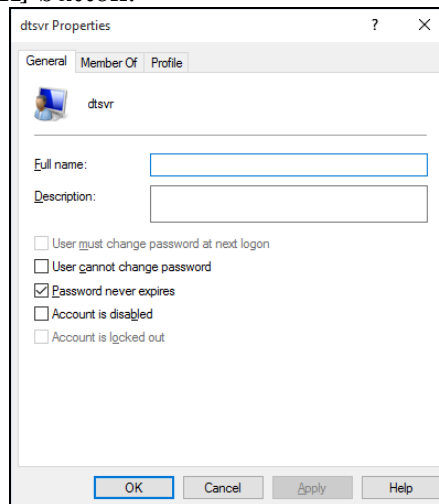 dtsvr Properties ? ×
General Member Of Profile
dtsvr
Full name:
Description:
User must change password at next logon
User cannot change password
Password never expires
Account is disabled
Account is locked out
OK Cancel Apply Help